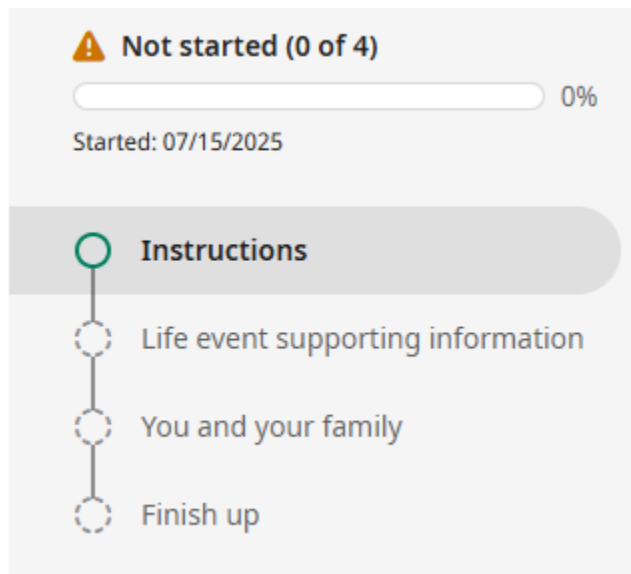 Not started (0 of 4)
0%
Started: 07/15/2025
Instructions
Life event supporting information
You and your family
Finish up